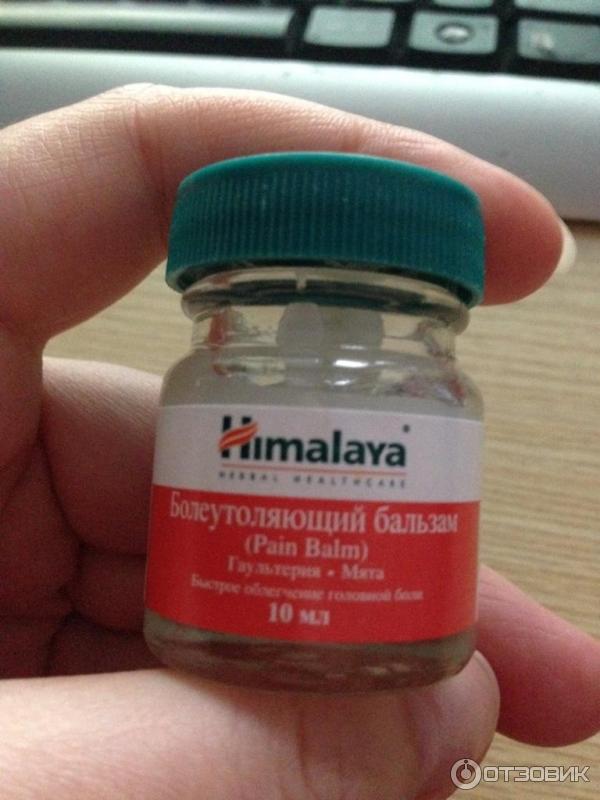 Himalaya
HERBAL HEALTHCARE
Болеутоляющий бальзам
(Pain Balm)
Гаультерия • Мята
Быстрое облегчение головной боли
10 мл
ОТЗОВИК